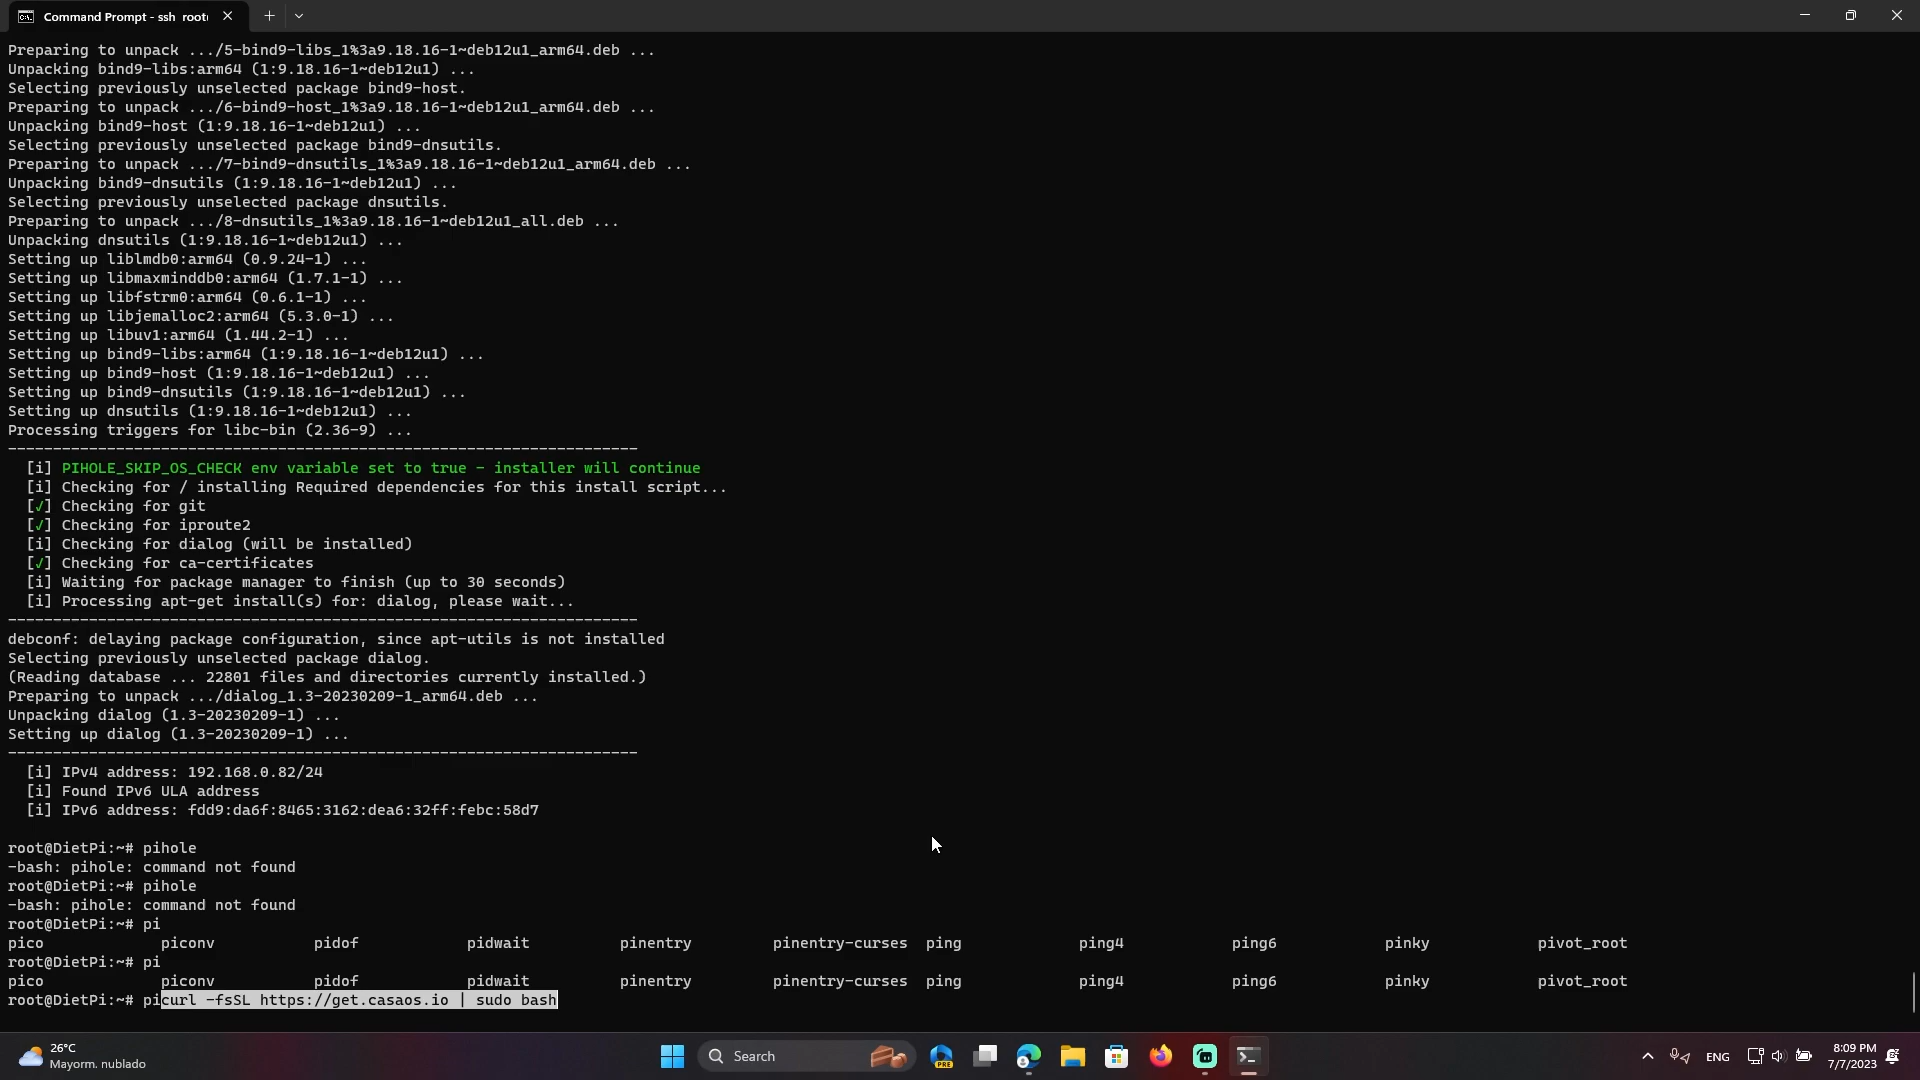 Command Prompt - ssh root
Preparing to unpack .../5-bind9-libs_1%3a9.18.16-1~deb12u1_arm64.deb ...
Unpacking bind9-libs:arm64 (1:9.18.16-1~deb12u1) ...
Selecting previously unselected package bind9-host.
Preparing to unpack .../6-bind9-host_1%3a9.18.16-1~deb12u1_arm64.deb ...
Unpacking bind9-host (1:9.18.16-1~deb12u1) ...
Selecting previously unselected package bind9-dnsutils.
Preparing to unpack .../7-bind9-dnsutils_1%3a9.18.16-1~deb12u1_arm64.deb ...
Unpacking bind9-dnsutils (1:9.18.16-1~deb12u1) ...
Selecting previously unselected package dnsutils.
Preparing to unpack .../8-dnsutils_1%3a9.18.16-1~deb12u1_all.deb ...
Unpacking dnsutils (1:9.18.16-1~deb12u1) ...
Setting up liblmdb0:arm64 (0.9.24-1) ...
Setting up libmaxminddb0:arm64 (1.7.1-1) ...
Setting up libfstrm0:arm64 (0.6.1-1) ...
Setting up libjemalloc2:arm64 (5.3.0-1) ...
Setting up libuv1:arm64 (1.44.2-1) ...
Setting up bind9-libs:arm64 (1:9.18.16-1~deb12u1) ...
Setting up bind9-host (1:9.18.16-1~deb12u1) ...
Setting up bind9-dnsutils (1:9.18.16-1~deb12u1) ...
Setting up dnsutils (1:9.18.16-1~deb12u1) ...
Processing triggers for libc-bin (2.36-9) ...
----------------------------------------------------------------------
[i] PIHOLE_SKIP_OS_CHECK env variable set to true - installer will continue
[i] Checking for / installing Required dependencies for this install script...
[✓] Checking for git
[✓] Checking for iproute2
[i] Checking for dialog (will be installed)
[✓] Checking for ca-certificates
[i] Waiting for package manager to finish (up to 30 seconds)
[i] Processing apt-get install(s) for: dialog, please wait...
----------------------------------------------------------------------
debconf: delaying package configuration, since apt-utils is not installed
Selecting previously unselected package dialog.
(Reading database ... 22801 files and directories currently installed.)
Preparing to unpack .../dialog_1.3-20230209-1_arm64.deb ...
Unpacking dialog (1.3-20230209-1) ...
Setting up dialog (1.3-20230209-1) ...
----------------------------------------------------------------------
[i] IPv4 address: 192.168.0.82/24
[i] Found IPv6 ULA address
[i] IPv6 address: fdd9:da6f:8465:3162:dea6:32ff:febc:58d7
root@DietPi:~# pihole
-bash: pihole: command not found
root@DietPi:~# pihole
-bash: pihole: command not found
root@DietPi:~# pi
pico piconv pidof pidwait pinentry pinentry-curses ping ping4 ping6 pinky pivot_root
root@DietPi:~# pi
pico piconv pidof pidwait pinentry pinentry-curses ping ping4 ping6 pinky pivot_root
root@DietPi:~# picurl -fsSL https://get.casaos.io | sudo bash
26°C
Mayorm. nublado
Search
PRE
ENG
8:09 PM
7/7/2023